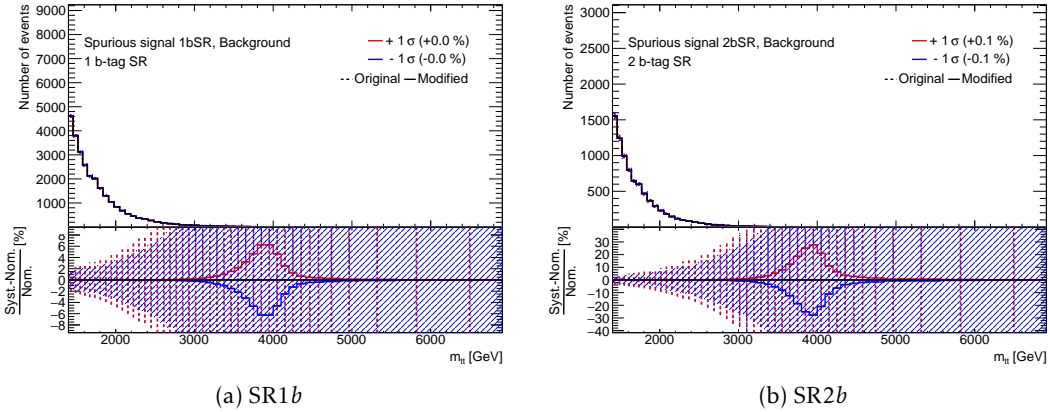 Number of events
9000
8000
7000
6000
5000
4000
3000
2000
1000
Spurious signal 1bSR, Background
1 b-tag SR
+ 1 σ (+0.0 %)
- 1 σ (-0.0 %)
Original Modified
Syst.-Nom. [%]
Nom.
8
6
4
2
0
−2
−4
−6
−8
2000 3000 4000 5000 6000
m_tt [GeV]
(a) SR1b
Number of events
3000
2500
2000
1500
1000
500
Spurious signal 2bSR, Background
2 b-tag SR
+ 1 σ (+0.1 %)
- 1 σ (-0.1 %)
Original Modified
Syst.-Nom. [%]
Nom.
30
20
10
0
−10
−20
−30
−40
2000 3000 4000 5000 6000
m_tt [GeV]
(b) SR2b